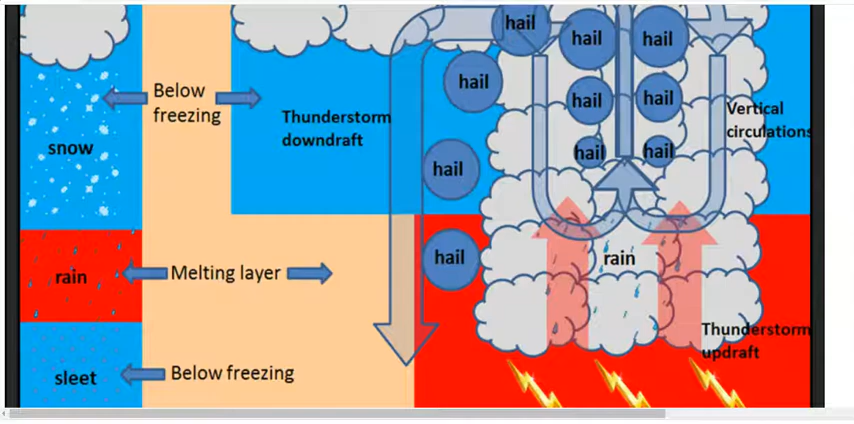 hail
hail
hail
Below
freezing
hail
hail
hail
Vertical
circulations
Thunderstorm
downdraft
snow
hail
hail
hail
hail
rain
rain
Melting layer
Thunderstorm
updraft
sleet
Below freezing